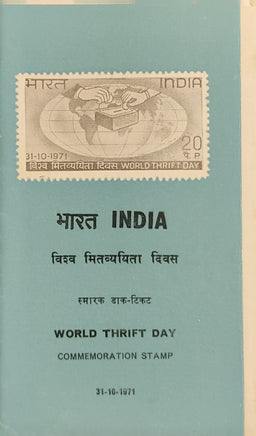 भारत INDIA
20
P. P.
31-10-1971
विश्व मितव्ययिता दिवस WORLD THRIFT DAY
भारत INDIA
विश्व मितव्ययिता दिवस
स्मारक डाक-टिकट
WORLD THRIFT DAY
COMMEMORATION STAMP
31-10-1971